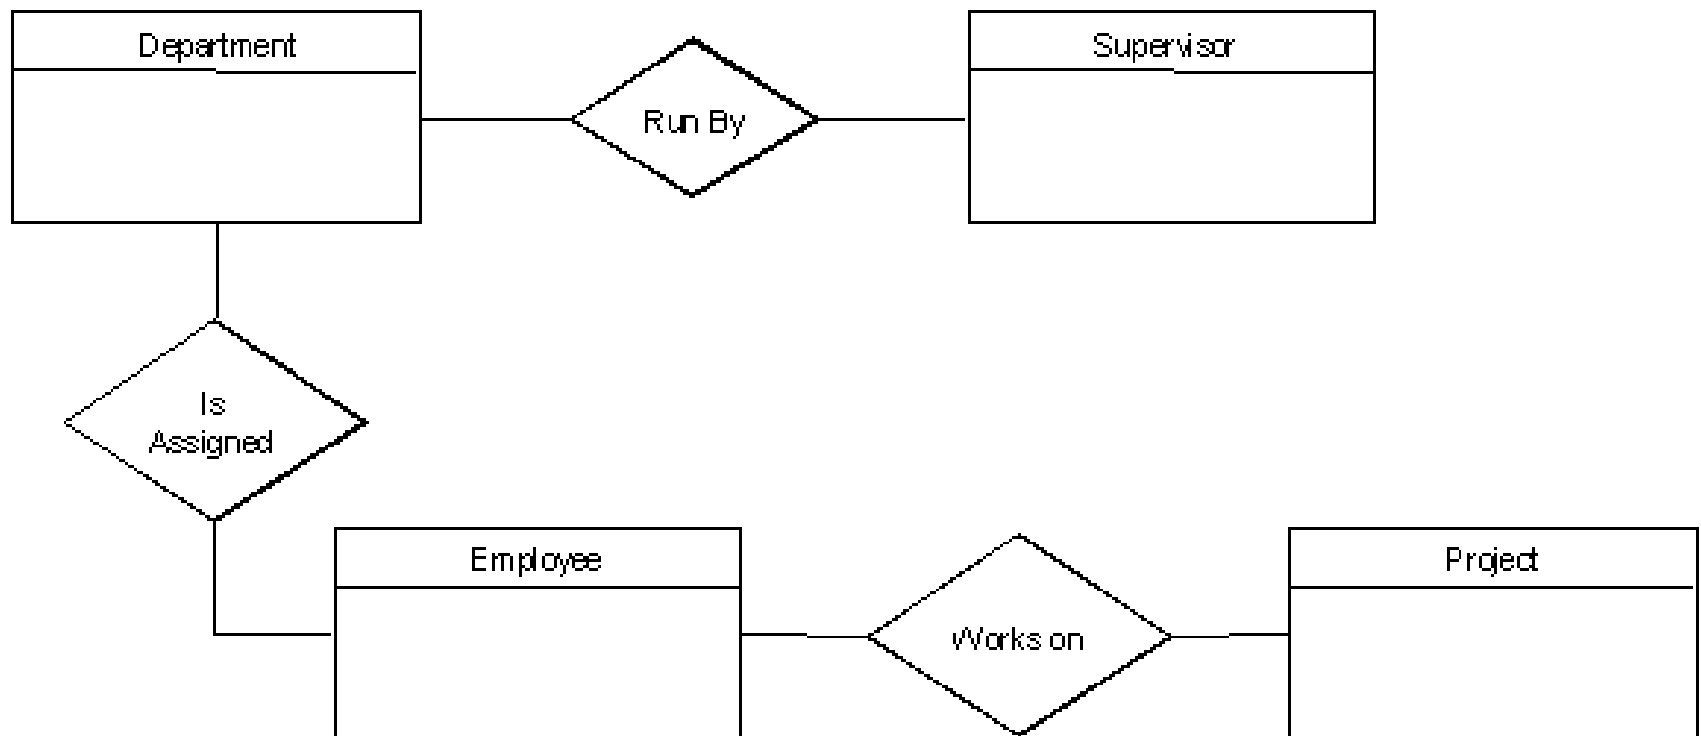 Department
Run By
Supervisor
Is
Assigned
Employee
Works on
Project